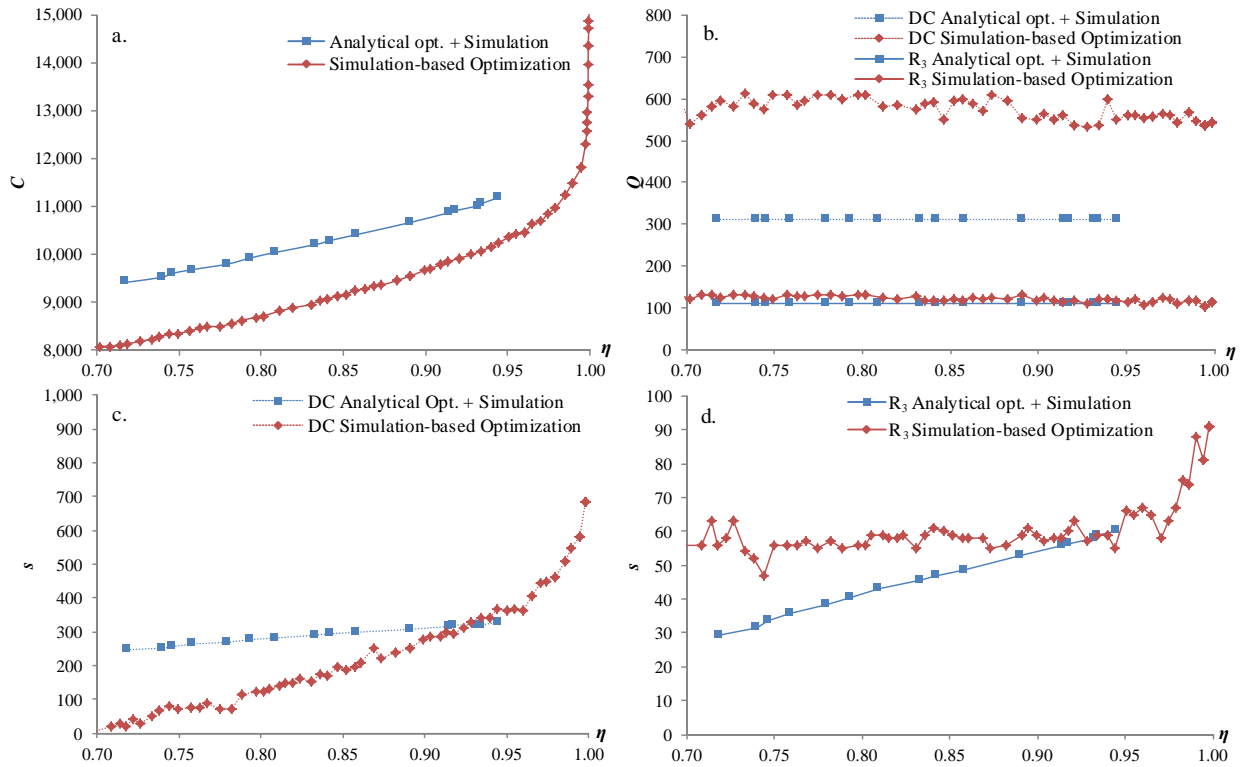 a.
Analytical opt. + Simulation
Simulation-based Optimization
C
15,000
14,000
13,000
12,000
11,000
10,000
9,000
8,000
0.70 0.75 0.80 0.85 0.90 0.95 1.00
η
b.
DC Analytical opt. + Simulation
DC Simulation-based Optimization
R3 Analytical opt. + Simulation
R3 Simulation-based Optimization
Q
800
700
600
500
400
300
200
100
0
0.70 0.75 0.80 0.85 0.90 0.95 1.00
η
c.
DC Analytical Opt. + Simulation
DC Simulation-based Optimization
s
1,000
900
800
700
600
500
400
300
200
100
0
0.70 0.75 0.80 0.85 0.90 0.95 1.00
η
d.
R3 Analytical opt. + Simulation
R3 Simulation-based Optimization
s
100
90
80
70
60
50
40
30
20
10
0
0.70 0.75 0.80 0.85 0.90 0.95 1.00
η